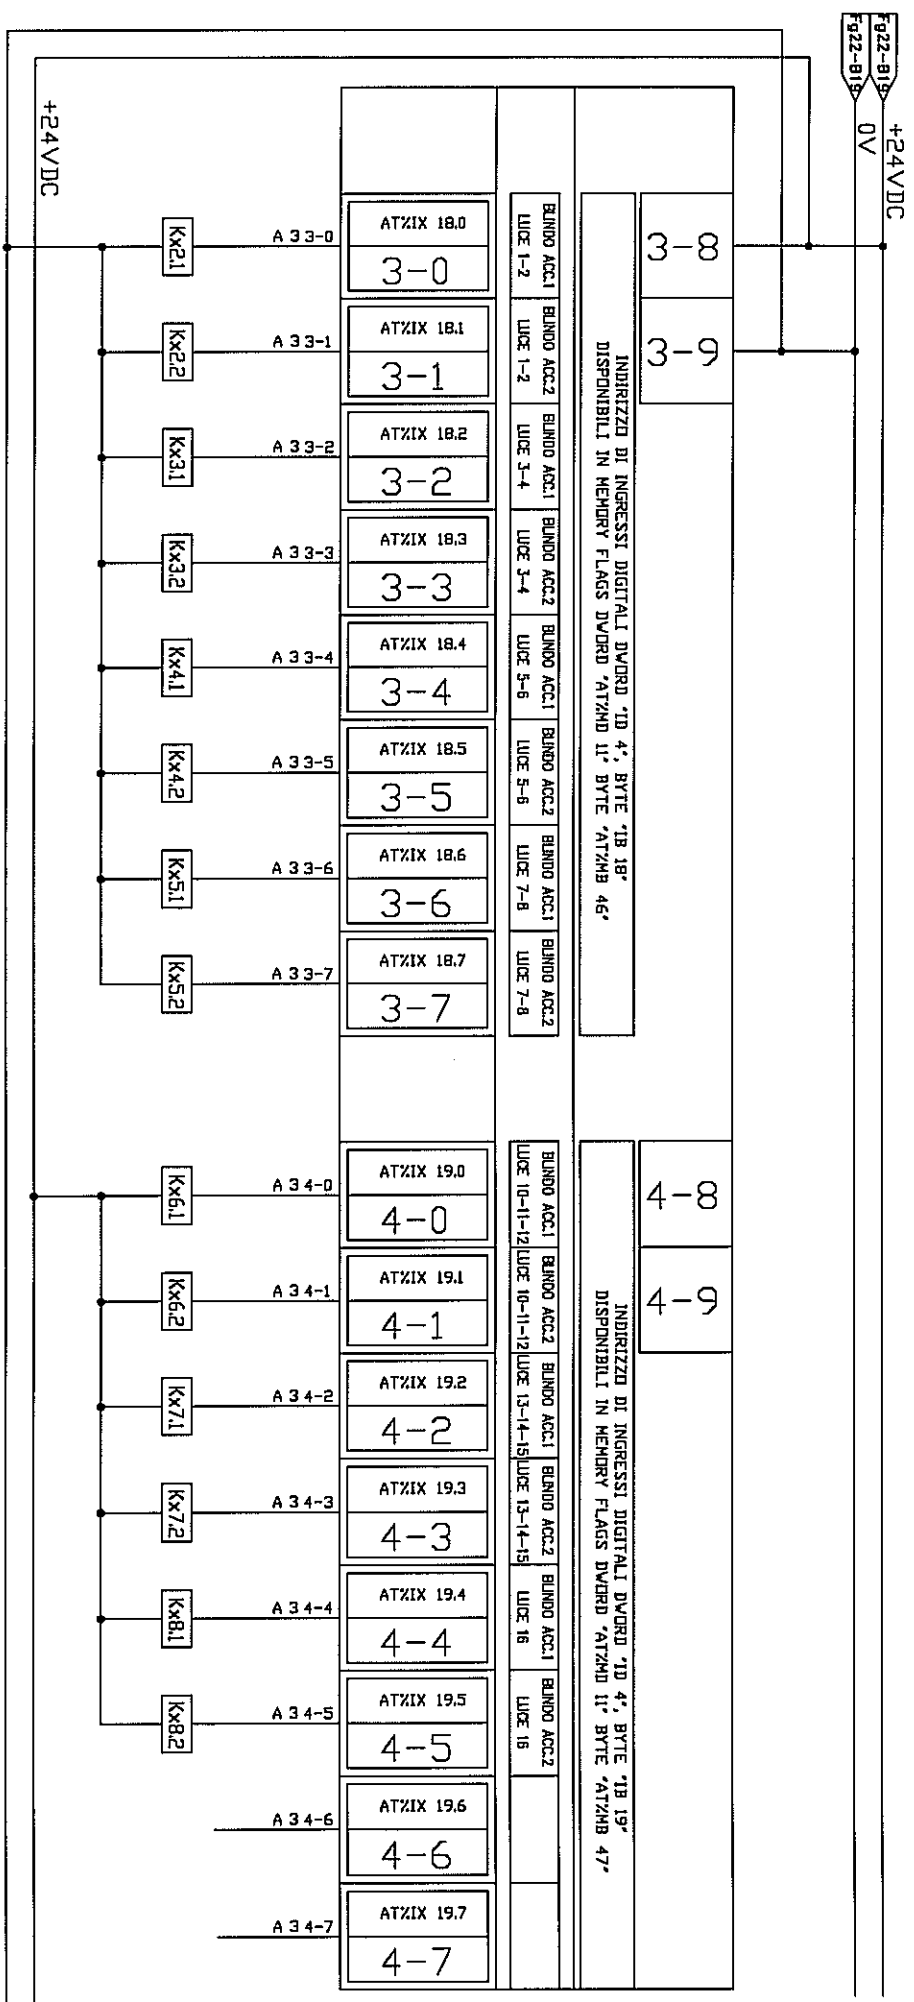 Fg22-B19
Fg22-B19
+24VDC
0V
+24VDC
3-8
3-9
INDIRIZZO DI INGRESSI DIGITALI DWORD "ID 4", BYTE "IB 18"
DISPONIBILI IN MEMORY FLAGS DWORD "AT%MD 11" BYTE "AT%MB 46"
BLINDO ACC.1
LUCE 1-2
AT%IX 18.0
3-0
A 3 3-0
Kx2.1
BLINDO ACC.2
LUCE 1-2
AT%IX 18.1
3-1
A 3 3-1
Kx2.2
BLINDO ACC.1
LUCE 3-4
AT%IX 18.2
3-2
A 3 3-2
Kx3.1
BLINDO ACC.2
LUCE 3-4
AT%IX 18.3
3-3
A 3 3-3
Kx3.2
BLINDO ACC.1
LUCE 5-6
AT%IX 18.4
3-4
A 3 3-4
Kx4.1
BLINDO ACC.2
LUCE 5-6
AT%IX 18.5
3-5
A 3 3-5
Kx4.2
BLINDO ACC.1
LUCE 7-8
AT%IX 18.6
3-6
A 3 3-6
Kx5.1
BLINDO ACC.2
LUCE 7-8
AT%IX 18.7
3-7
A 3 3-7
Kx5.2
4-8
4-9
INDIRIZZO DI INGRESSI DIGITALI DWORD "ID 4", BYTE "IB 19"
DISPONIBILI IN MEMORY FLAGS DWORD "AT%MD 11" BYTE "AT%MB 47"
BLINDO ACC.1
LUCE 10-11-12
AT%IX 19.0
4-0
A 3 4-0
Kx6.1
BLINDO ACC.2
LUCE 10-11-12
AT%IX 19.1
4-1
A 3 4-1
Kx6.2
BLINDO ACC.1
LUCE 13-14-15
AT%IX 19.2
4-2
A 3 4-2
Kx7.1
BLINDO ACC.2
LUCE 13-14-15
AT%IX 19.3
4-3
A 3 4-3
Kx7.2
BLINDO ACC.1
LUCE 16
AT%IX 19.4
4-4
A 3 4-4
Kx8.1
BLINDO ACC.2
LUCE 16
AT%IX 19.5
4-5
A 3 4-5
Kx8.2
AT%IX 19.6
4-6
A 3 4-6
AT%IX 19.7
4-7
A 3 4-7